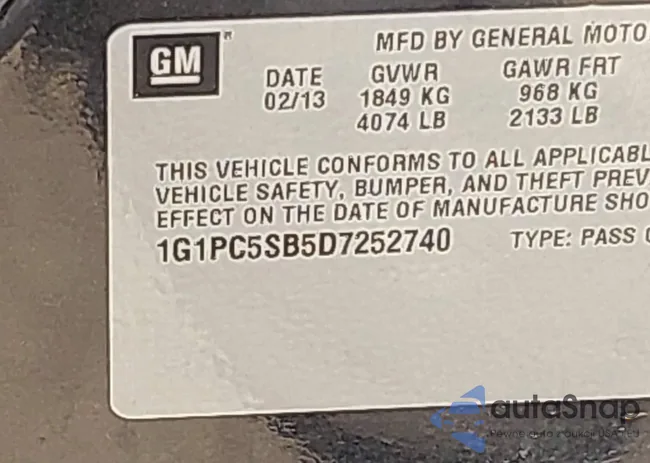 GM
MFD BY GENERAL MOTO
DATE GVWR GAWR FRT
02/13 1849 KG 968 KG
4074 LB 2133 LB
THIS VEHICLE CONFORMS TO ALL APPLICABL
VEHICLE SAFETY, BUMPER, AND THEFT PREV
EFFECT ON THE DATE OF MANUFACTURE SHO
1G1PC5SB5D7252740 TYPE: PASS
autoSnap